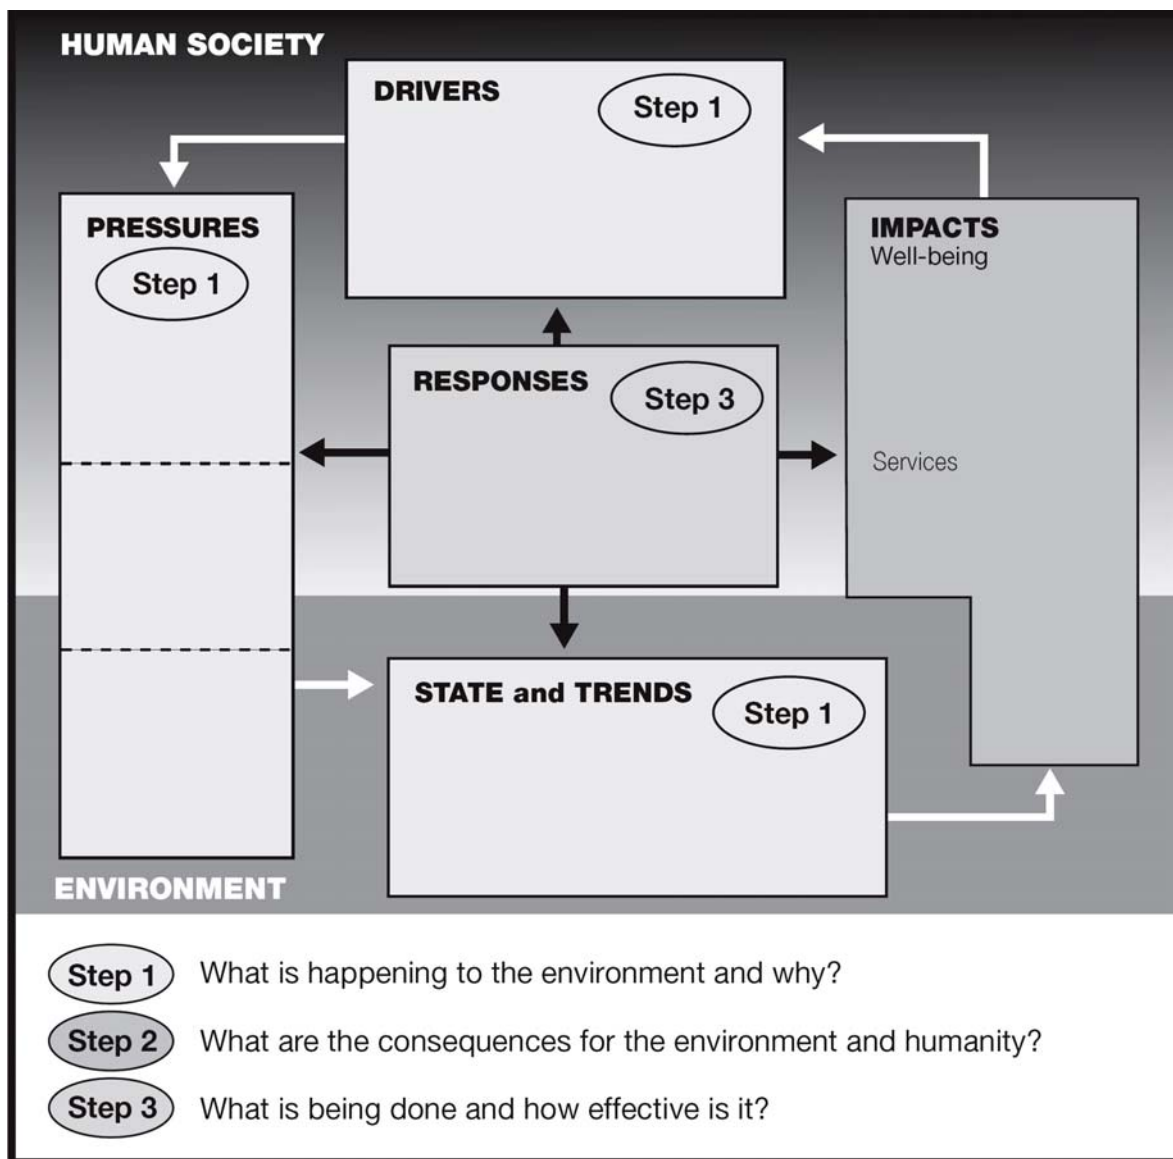 HUMAN SOCIETY
DRIVERS
Step 1
PRESSURES
Step 1
IMPACTS
Well-being
RESPONSES
Step 3
Services
STATE and TRENDS
Step 1
ENVIRONMENT
Step 1 What is happening to the environment and why?
Step 2 What are the consequences for the environment and humanity?
Step 3 What is being done and how effective is it?